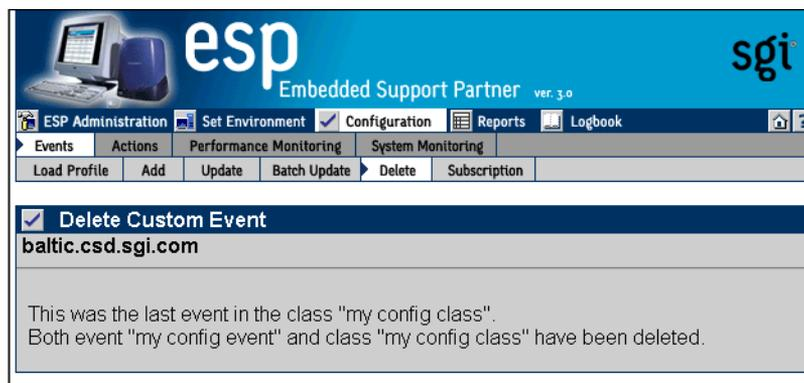 esp
sgi
Embedded Support Partner ver. 3.0
ESP Administration Set Environment Configuration Reports Logbook ?
Events Actions Performance Monitoring System Monitoring
Load Profile Add Update Batch Update Delete Subscription
Delete Custom Event
baltic.csd.sgi.com
This was the last event in the class "my config class".
Both event "my config event" and class "my config class" have been deleted.